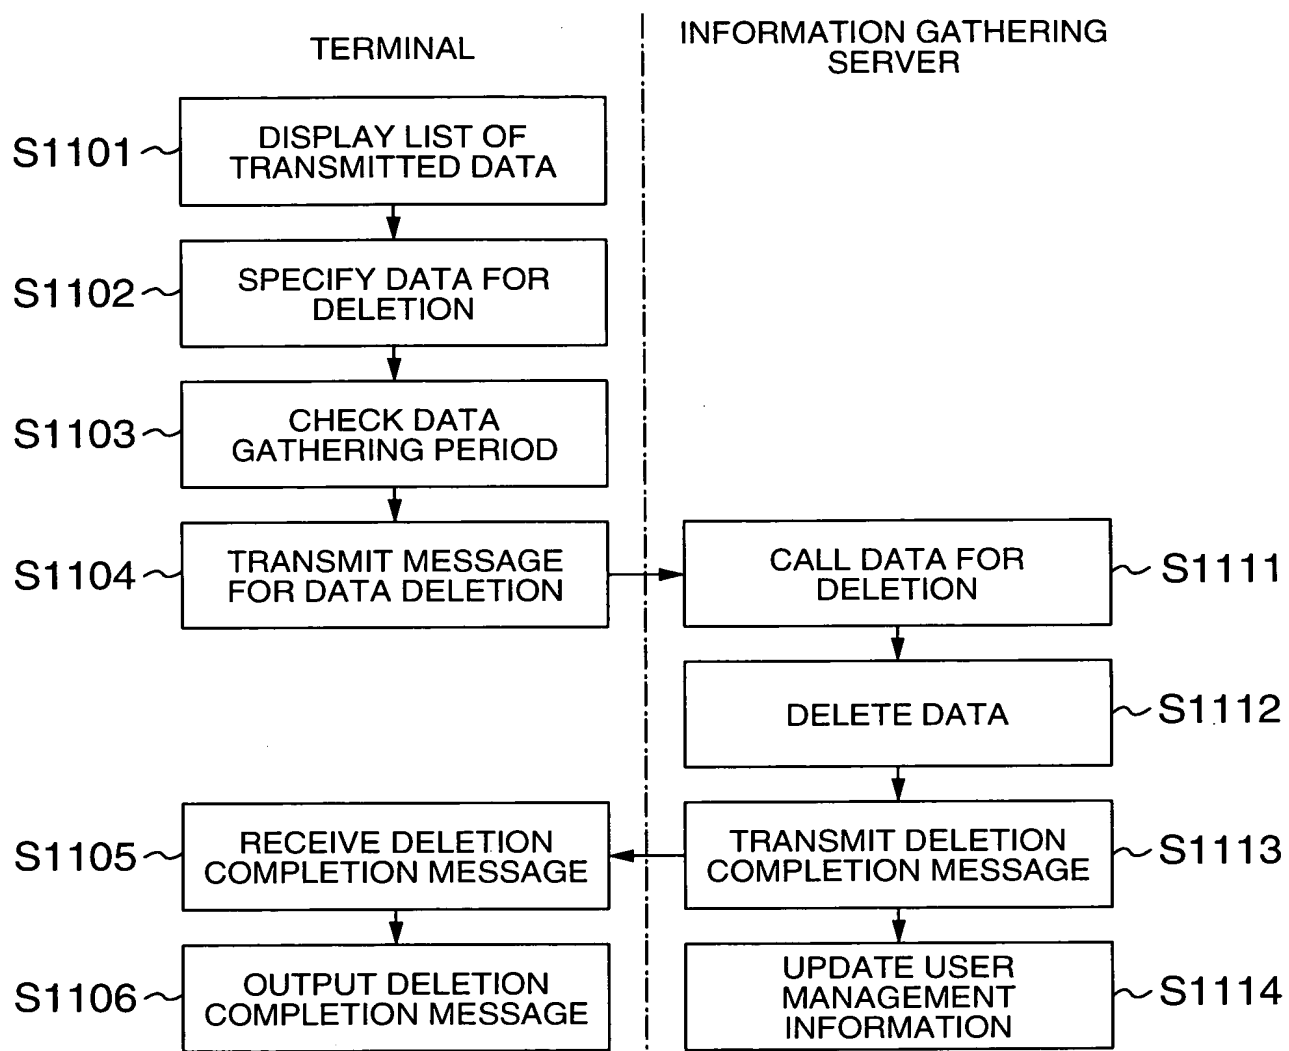 TERMINAL
INFORMATION GATHERING
SERVER
S1101
DISPLAY LIST OF
TRANSMITTED DATA
S1102
SPECIFY DATA FOR
DELETION
S1103
CHECK DATA
GATHERING PERIOD
S1104
TRANSMIT MESSAGE
FOR DATA DELETION
CALL DATA FOR
DELETION
S1111
DELETE DATA
S1112
S1105
RECEIVE DELETION
COMPLETION MESSAGE
TRANSMIT DELETION
COMPLETION MESSAGE
S1113
S1106
OUTPUT DELETION
COMPLETION MESSAGE
UPDATE USER
MANAGEMENT
INFORMATION
S1114